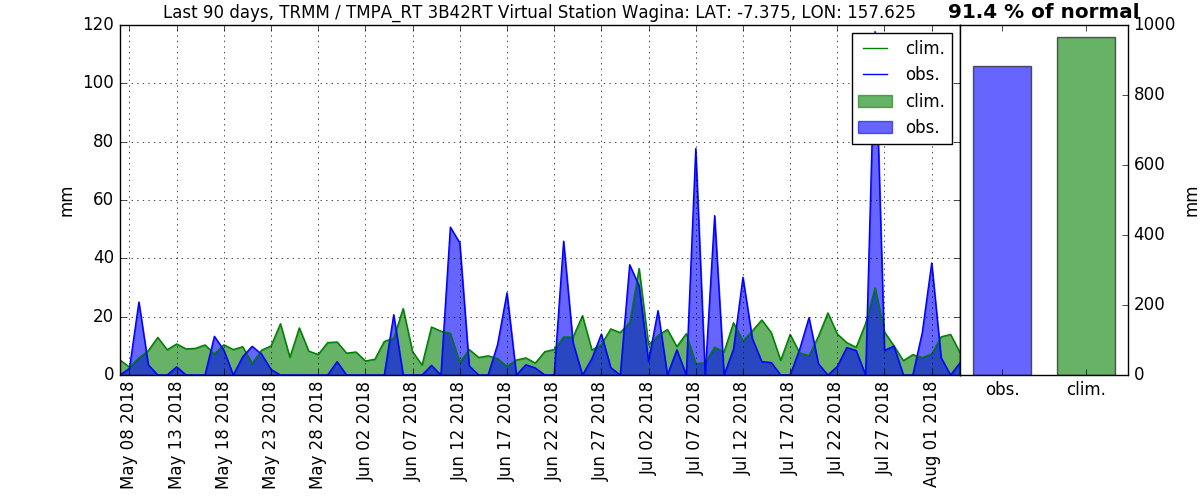 Last 90 days, TRMM / TMPA_RT 3B42RT Virtual Station Wagina: LAT: -7.375, LON: 157.625
91.4 % of normal
120
100
80
60
40
20
0
mm
clim.
obs.
clim.
obs.
1000
800
600
400
200
0
mm
May 08 2018
May 13 2018
May 18 2018
May 23 2018
May 28 2018
Jun 02 2018
Jun 07 2018
Jun 12 2018
Jun 17 2018
Jun 22 2018
Jun 27 2018
Jul 02 2018
Jul 07 2018
Jul 12 2018
Jul 17 2018
Jul 22 2018
Jul 27 2018
Aug 01 2018
obs.
clim.